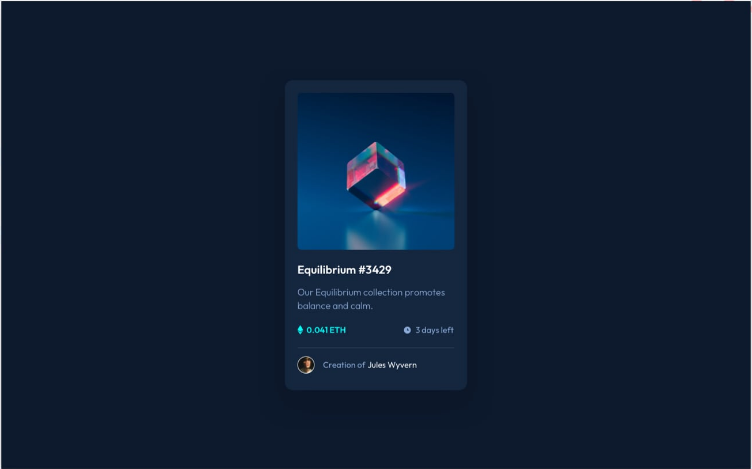 Equilibrium #3429
Our Equilibrium collection promotes
balance and calm.
0.041 ETH
3 days left
Creation of Jules Wyvern